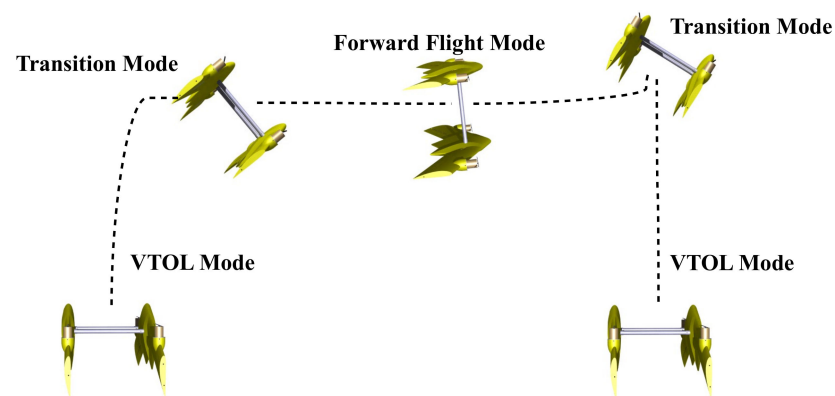 Transition Mode
Forward Flight Mode
Transition Mode
VTOL Mode
VTOL Mode